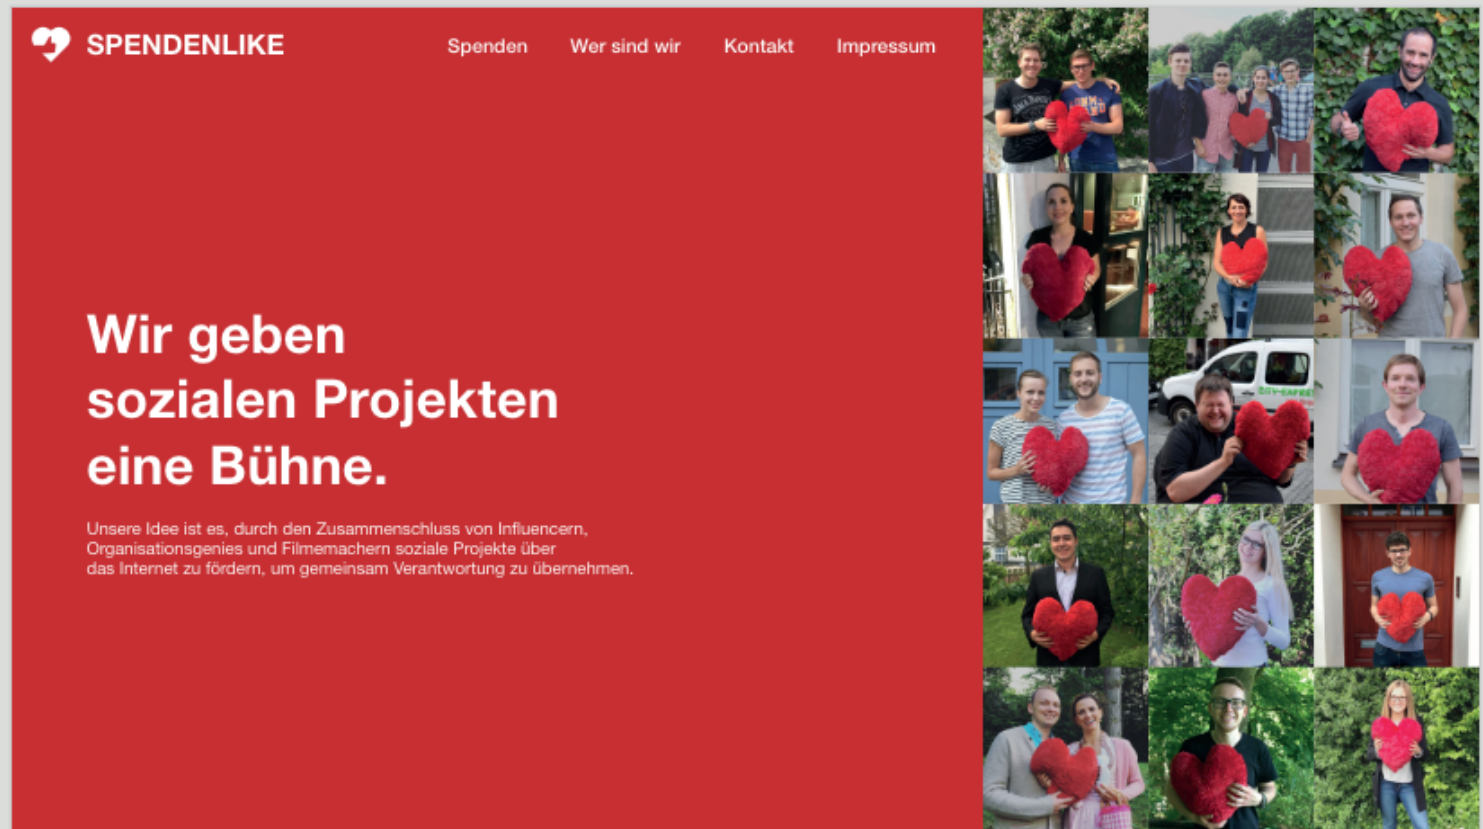 SPENDENLIKE
Spenden
Wer sind wir
Kontakt
Impressum
Wir geben
sozialen Projekten
eine Bühne.
Unsere Idee ist es, durch den Zusammenschluss von Influencern,
Organisationsgenies und Filmemachern soziale Projekte über
das Internet zu fördern, um gemeinsam Verantwortung zu übernehmen.